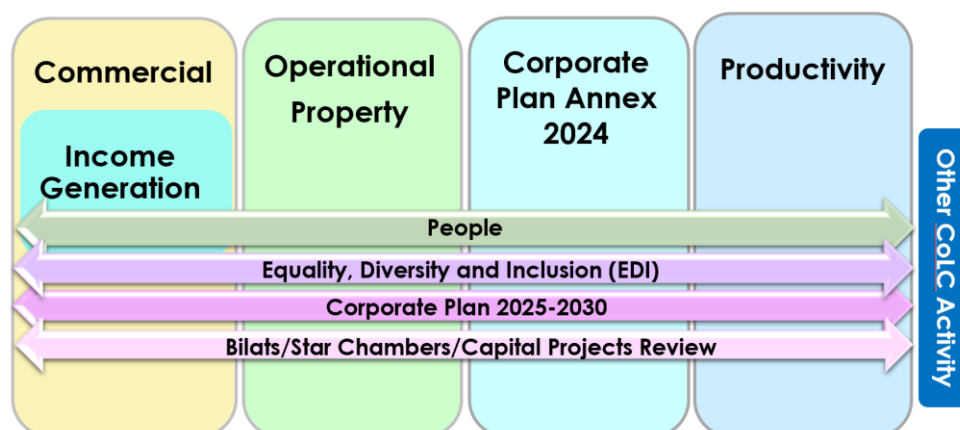 Commercial
Income
Generation
Operational
Property
Corporate
Plan Annex
2024
Productivity
People
Equality, Diversity and Inclusion (EDI)
Corporate Plan 2025-2030
Bilats/Star Chambers/Capital Projects Review
Other CoLC Activity